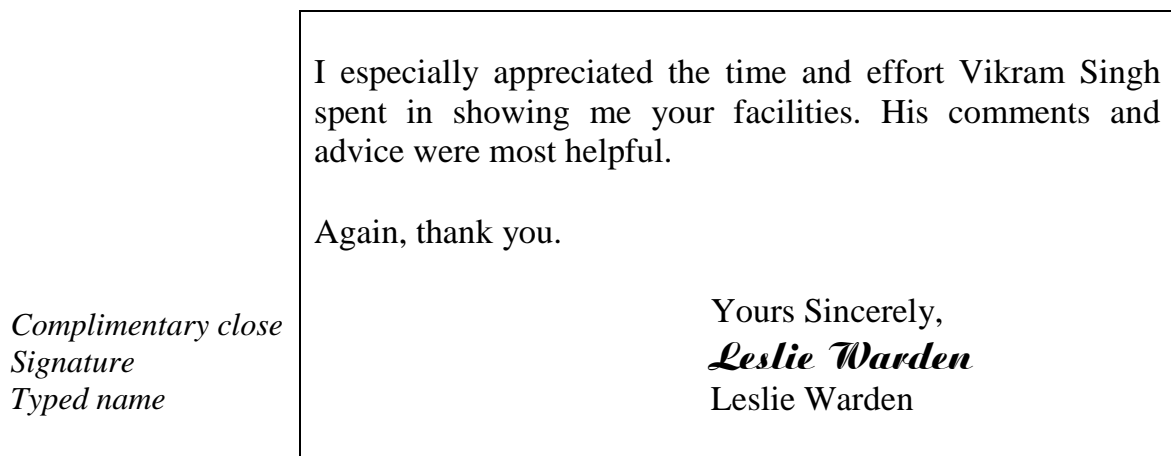 I especially appreciated the time and effort Vikram Singh
spent in showing me your facilities. His comments and
advice were most helpful.
Again, thank you.
Complimentary close
Signature
Typed name
Yours Sincerely,
Leslie Warden
Leslie Warden